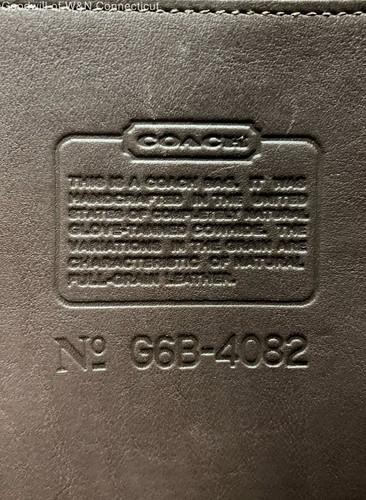 Goodwill of W&N Connecticut
COACH
THIS IS A COACH BAG. IT WAS
HANDCRAFTED IN THE UNITED
STATES OF COMPLETELY NATURAL
GLOVE-TANNED COWHIDE. THE
VARIATIONS IN THE GRAIN ARE
CHARACTERISTIC OF NATURAL
FULL-GRAIN LEATHER.
Nº G6B-4082